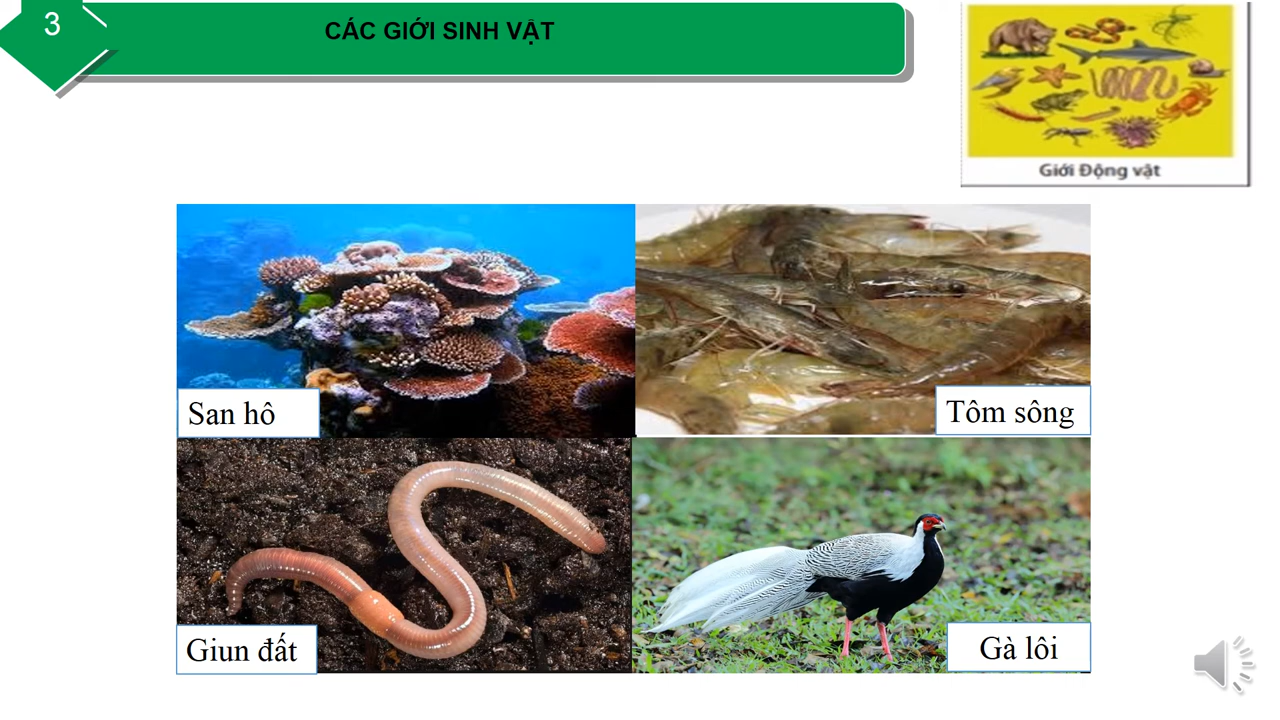 3
CÁC GIỚI SINH VẬT
Giới Động vật
San hô
Tôm sông
Giun đất
Gà lôi